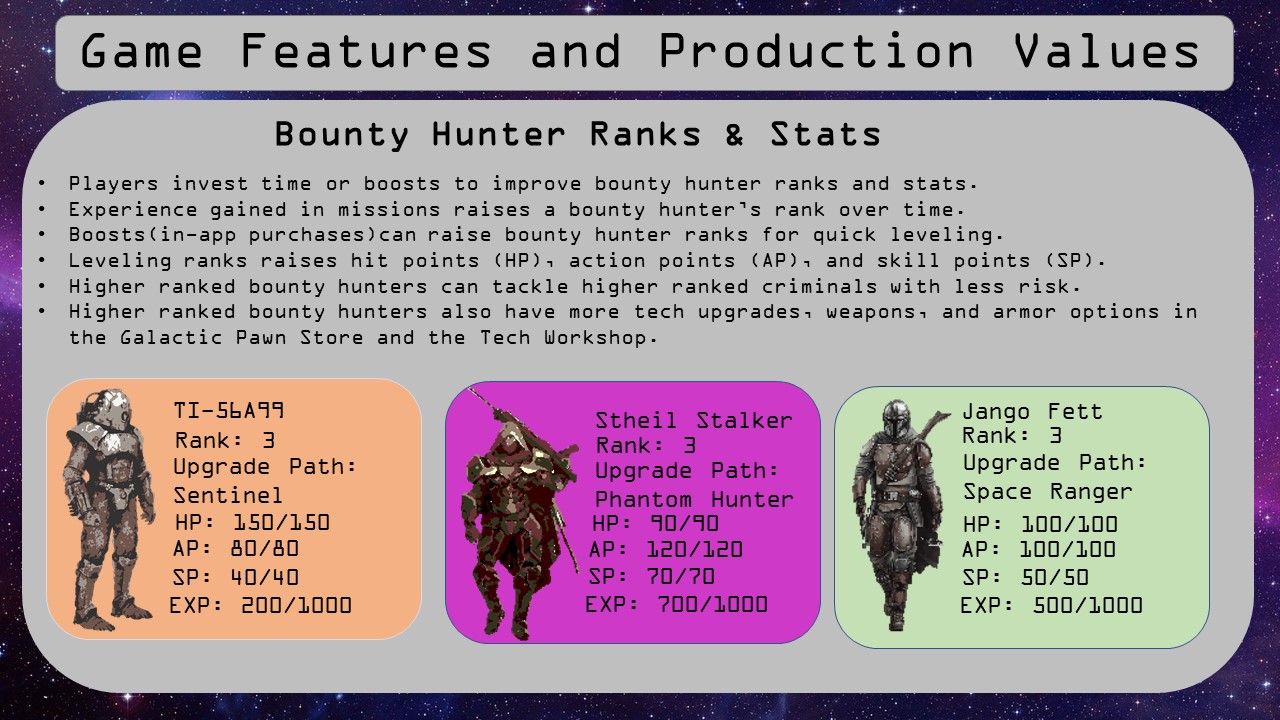 Game Features and Production Values
Bounty Hunter Ranks & Stats
• Players invest time or boosts to improve bounty hunter ranks and stats.
• Experience gained in missions raises a bounty hunter's rank over time.
• Boosts(in-app purchases)can raise bounty hunter ranks for quick leveling.
• Leveling ranks raises hit points (HP), action points (AP), and skill points (SP).
• Higher ranked bounty hunters can tackle higher ranked criminals with less risk.
• Higher ranked bounty hunters also have more tech upgrades, weapons, and armor options in
the Galactic Pawn Store and the Tech Workshop.
TI-56A99
Rank: 3
Upgrade Path:
Sentinel
HP: 150/150
AP: 80/80
SP: 40/40
EXP: 200/1000
Stheil Stalker
Rank: 3
Upgrade Path:
Phantom Hunter
HP: 90/90
AP: 120/120
SP: 70/70
EXP: 700/1000
Jango Fett
Rank: 3
Upgrade Path:
Space Ranger
HP: 100/100
AP: 100/100
SP: 50/50
EXP: 500/1000